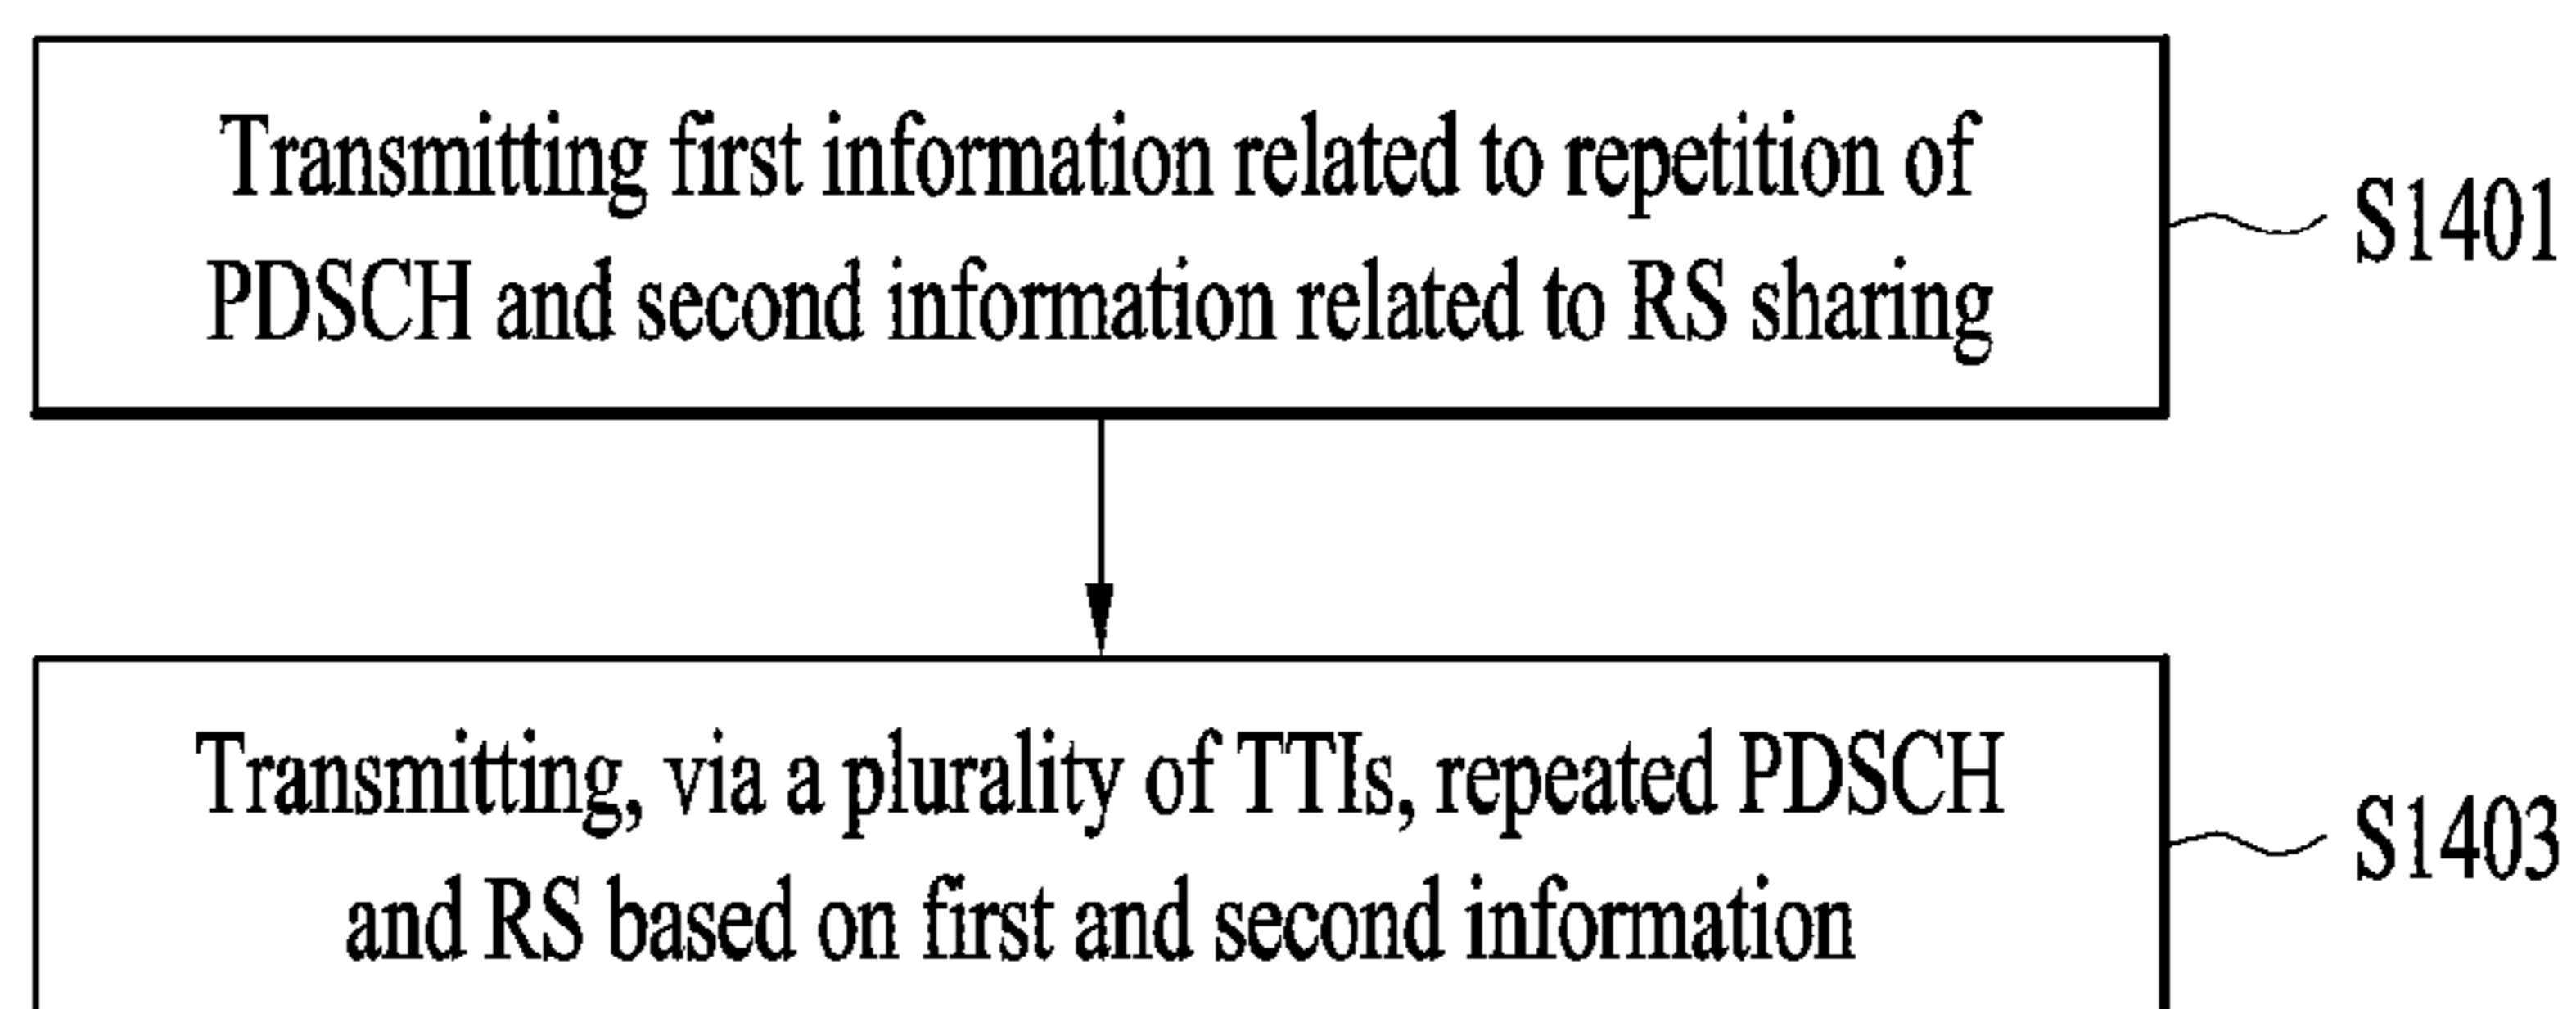 Transmitting first information related to repetition of
PDSCH and second information related to RS sharing
S1401
Transmitting, via a plurality of TTIs, repeated PDSCH
and RS based on first and second information
S1403